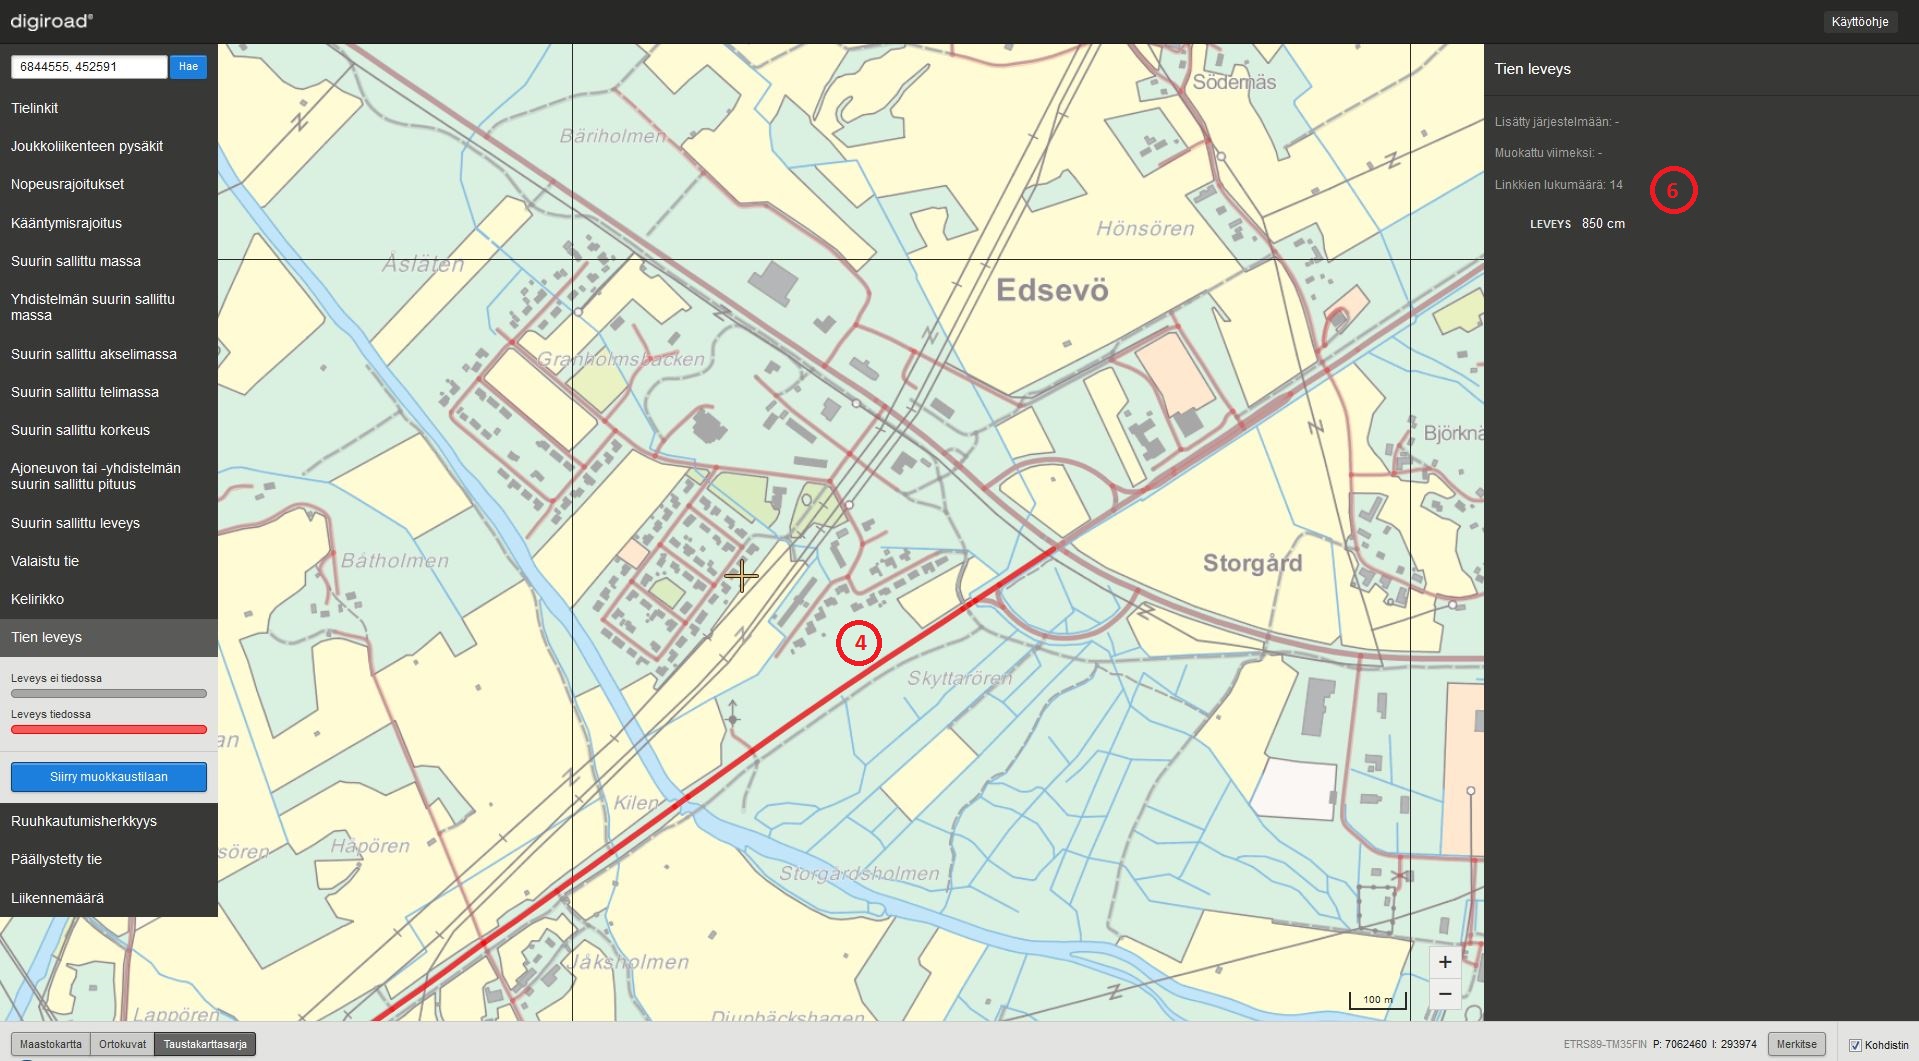 digiroad®
Käyttöohje
6844555, 452591
Hae
Tielinkit
Joukkoliikenteen pysäkit
Nopeusrajoitukset
Kääntymisrajoitus
Suurin sallittu massa
Yhdistelmän suurin sallittu
massa
Suurin sallittu akselimassa
Suurin sallittu telimassa
Suurin sallittu korkeus
Ajoneuvon tai -yhdistelmän
suurin sallittu pituus
Suurin sallittu leveys
Valaistu tie
Kelirikko
Tien leveys
Leveys ei tiedossa
Leveys tiedossa
Siirry muokkaustilaan
Ruuhkautumisherkkyys
Päällystetty tie
Liikennemäärä
Södernäs
Bäriholmen
Hönsören
Åsläten
Edsevö
Granholmsbacken
Björknä
Båtholmen
Storgård
4
Skyttarören
an
Kilen
sören
Håpören
Storgårdsholmen
Jåksholmen
Lappören
Djupbäckshagen
+
−
100 m
Tien leveys
Lisätty järjestelmään: -
Muokattu viimeksi: -
Linkkien lukumäärä: 14
6
LEVEYS 850 cm
Maastokartta
Ortokuvat
Taustakarttasarja
ETRS89-TM35FIN P: 7062460 I: 293974
Merkitse
Kohdistin